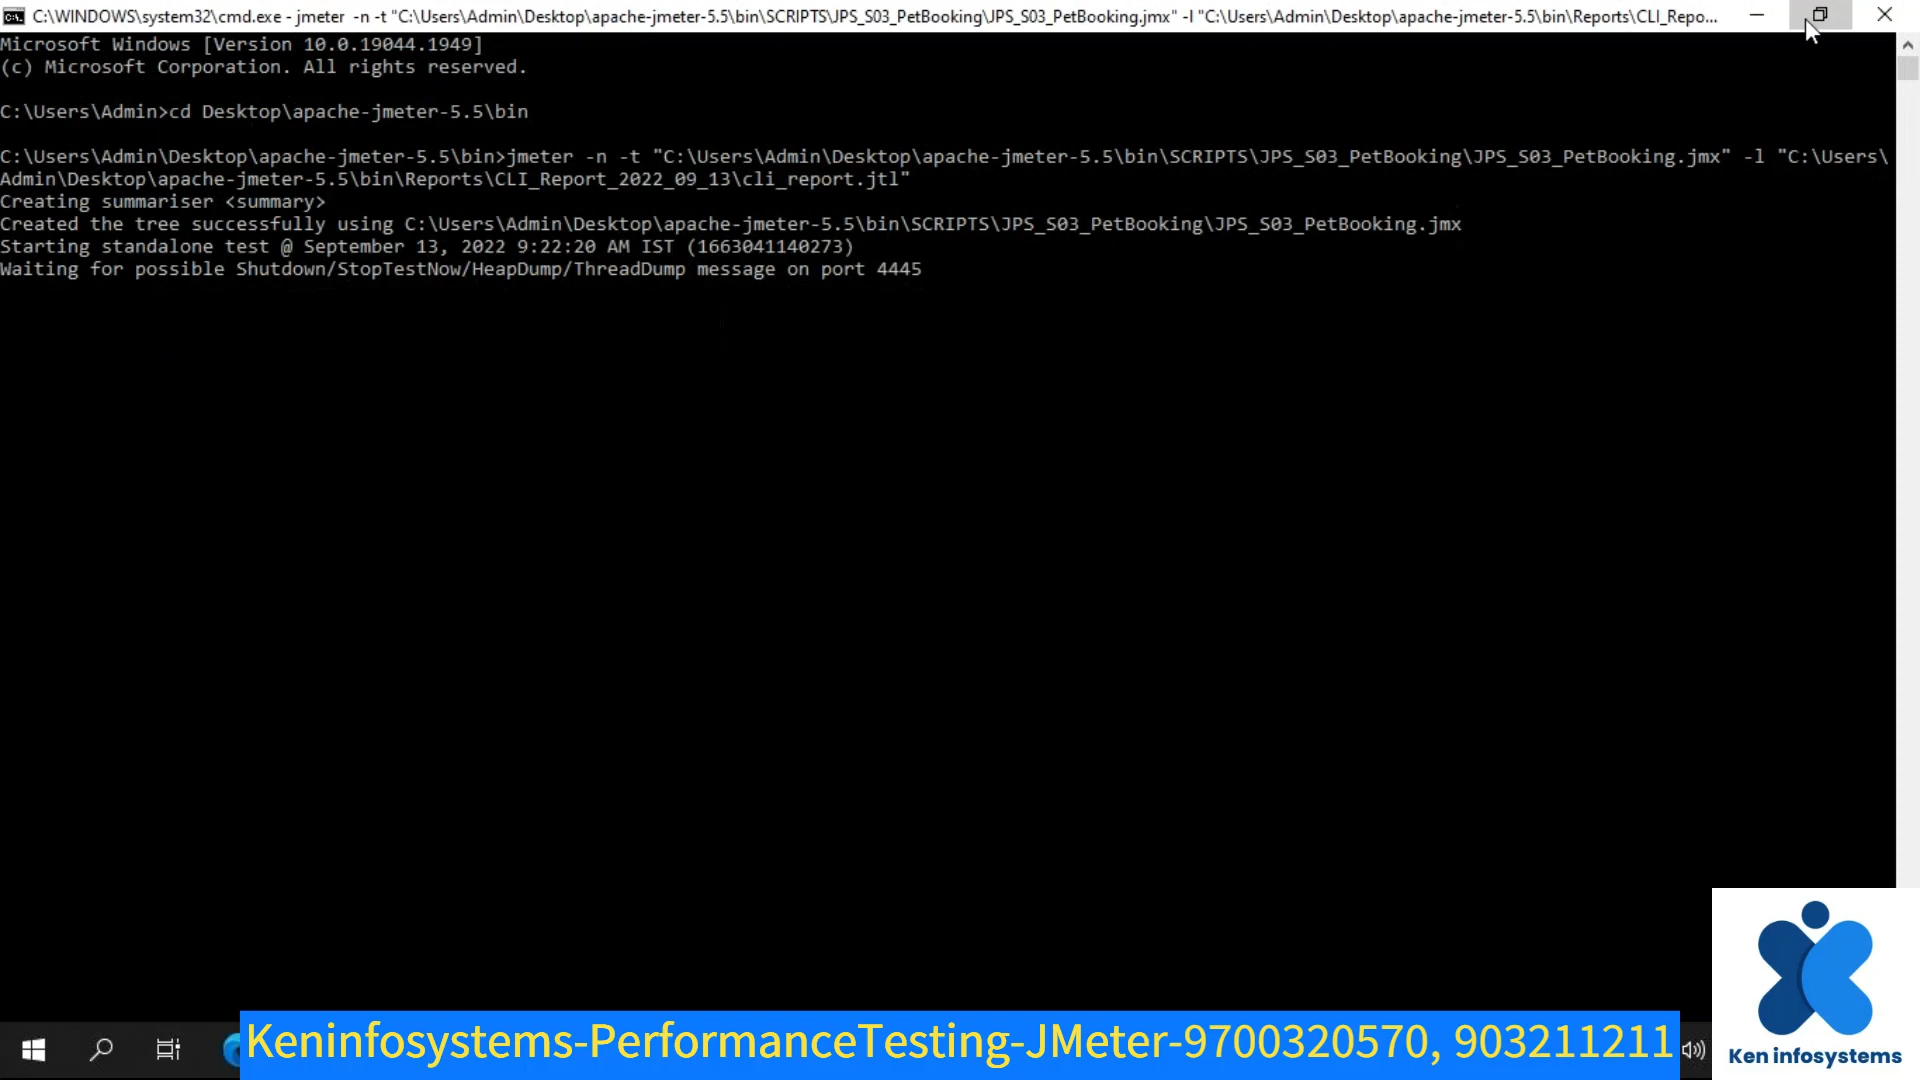 C:\WINDOWS\system32\cmd.exe - jmeter -n -t "C:\Users\Admin\Desktop\apache-jmeter-5.5\bin\SCRIPTS\JPS_S03_PetBooking\JPS_S03_PetBooking.jmx" -l "C:\Users\Admin\Desktop\apache-jmeter-5.5\bin\Reports\CLI_Repo...
Microsoft Windows [Version 10.0.19044.1949]
(c) Microsoft Corporation. All rights reserved.
C:\Users\Admin>cd Desktop\apache-jmeter-5.5\bin
C:\Users\Admin\Desktop\apache-jmeter-5.5\bin>jmeter -n -t "C:\Users\Admin\Desktop\apache-jmeter-5.5\bin\SCRIPTS\JPS_S03_PetBooking\JPS_S03_PetBooking.jmx" -l "C:\Users\
Admin\Desktop\apache-jmeter-5.5\bin\Reports\CLI_Report_2022_09_13\cli_report.jtl"
Creating summariser <summary>
Created the tree successfully using C:\Users\Admin\Desktop\apache-jmeter-5.5\bin\SCRIPTS\JPS_S03_PetBooking\JPS_S03_PetBooking.jmx
Starting standalone test @ September 13, 2022 9:22:20 AM IST (1663041140273)
Waiting for possible Shutdown/StopTestNow/HeapDump/ThreadDump message on port 4445
Keninfosystems-PerformanceTesting-JMeter-9700320570, 903211211
Ken infosystems